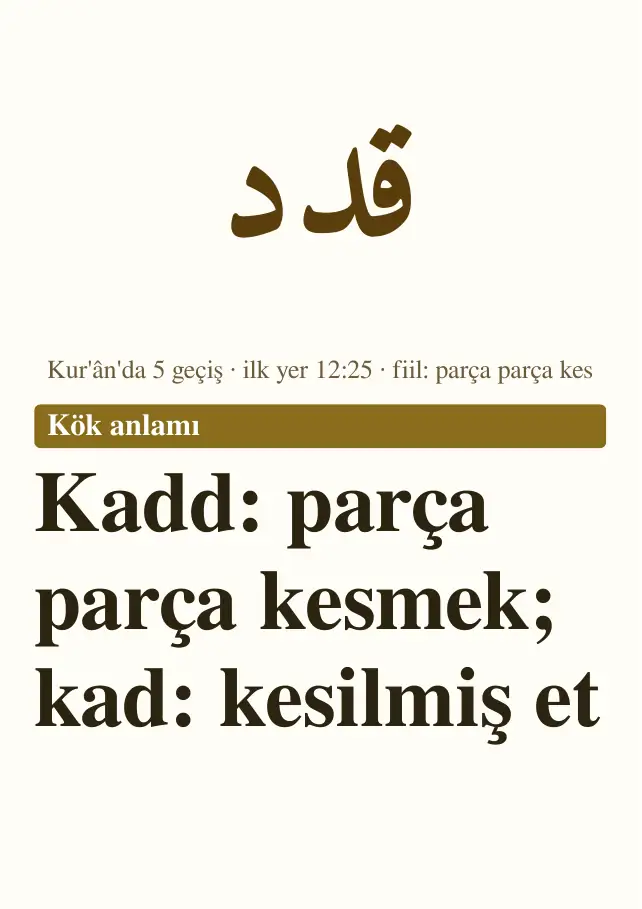 قد د
Kur'ân'da 5 geçiş · ilk yer 12:25 · fiil: parça parça kes
Kök anlamı
Kadd: parça
parça kesmek;
kad: kesilmiş et